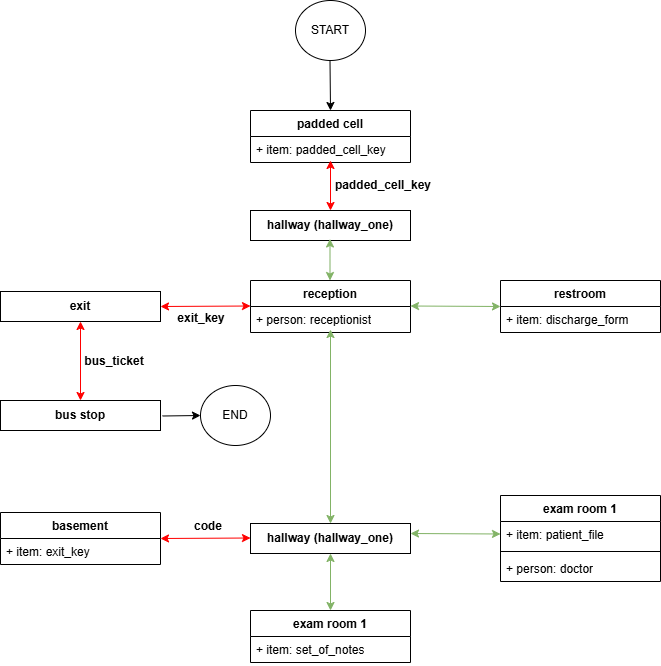 START
padded cell
+ item: padded_cell_key
padded_cell_key
hallway (hallway_one)
exit
exit_key
reception
+ person: receptionist
restroom
+ item: discharge_form
bus_ticket
bus stop
END
basement
+ item: exit_key
code
hallway (hallway_one)
exam room 1
+ item: patient_file
+ person: doctor
exam room 1
+ item: set_of_notes